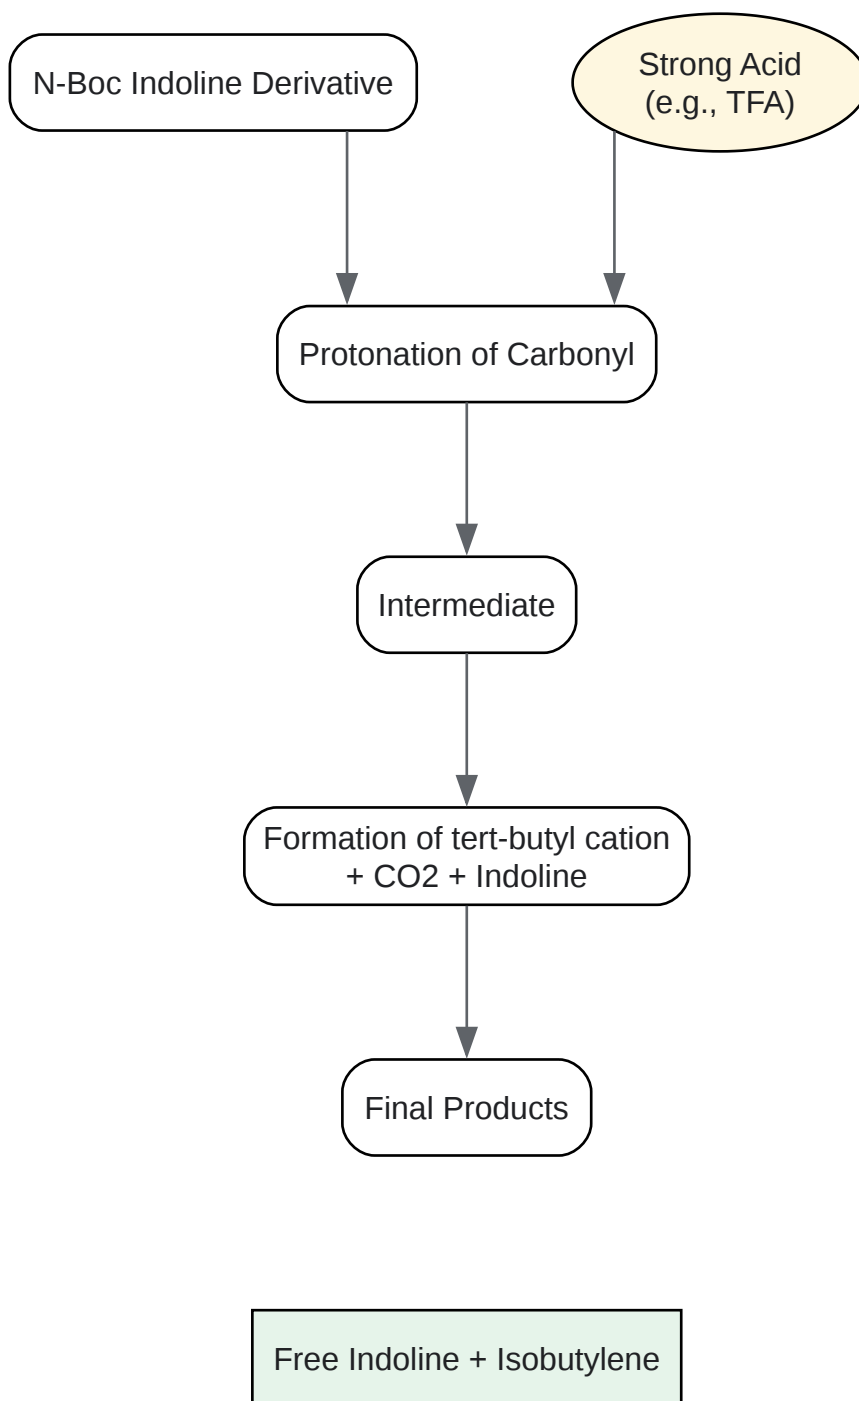 N-Boc Indoline Derivative
Strong Acid
(e.g., TFA)
Protonation of Carbonyl
Intermediate
Formation of tert-butyl cation
+ CO2 + Indoline
Final Products
Free Indoline + Isobutylene